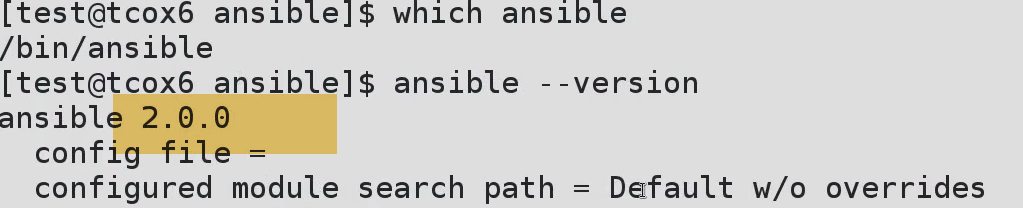 [test@tcox6 ansible]$ which ansible
/bin/ansible
[test@tcox6 ansible]$ ansible --version
ansible 2.0.0
  config file =
  configured module search path = Default w/o overrides